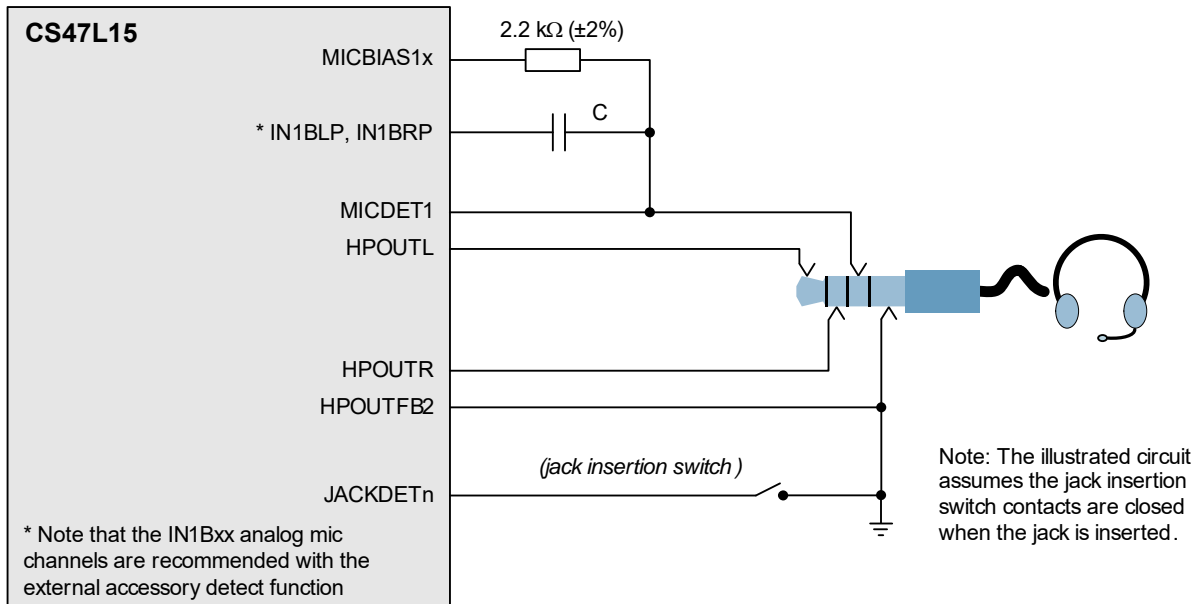 CS47L15
2.2 kΩ (±2%)
MICBIAS1x
C
* IN1BLP, IN1BRP
MICDET1
HPOUTL
HPOUTR
HPOUTFB2
(jack insertion switch)
JACKDETn
Note: The illustrated circuit
assumes the jack insertion
switch contacts are closed
when the jack is inserted.
* Note that the IN1Bxx analog mic
channels are recommended with the
external accessory detect function